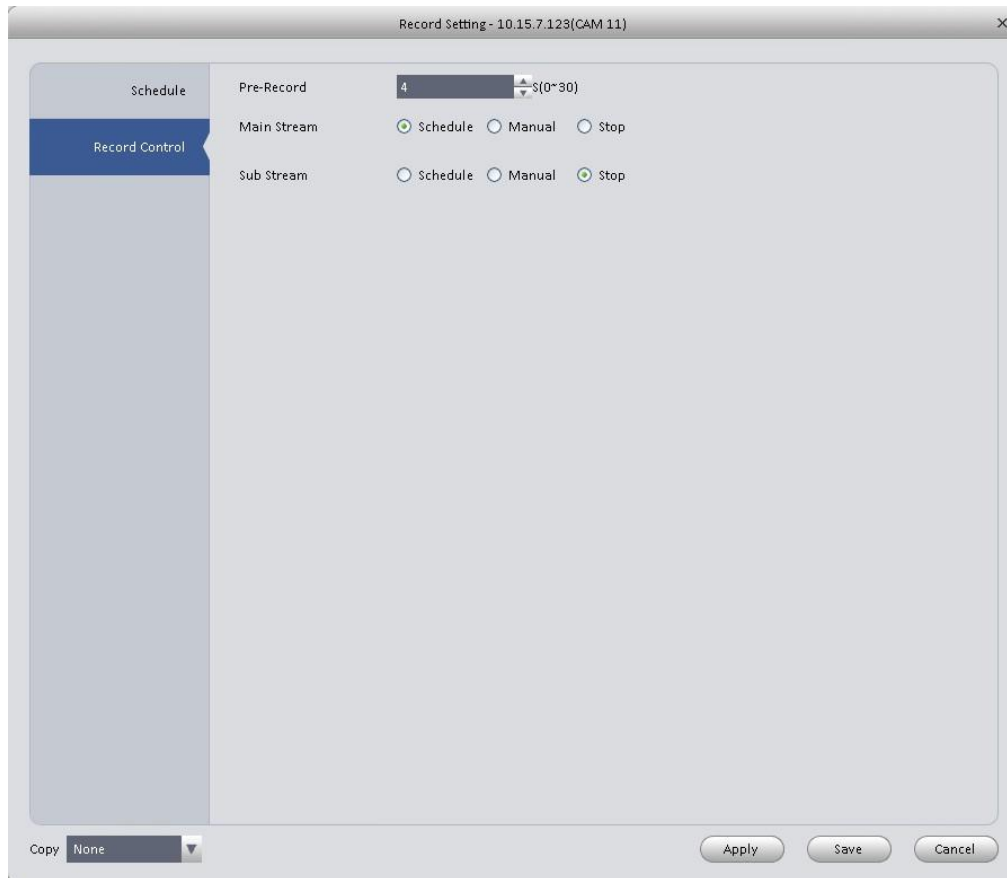 Record Setting - 10.15.7.123(CAM 11)
Schedule
Record Control
Pre-Record 4 S(0~30)
Main Stream Schedule Manual Stop
Sub Stream Schedule Manual Stop
Copy None Apply Save Cancel